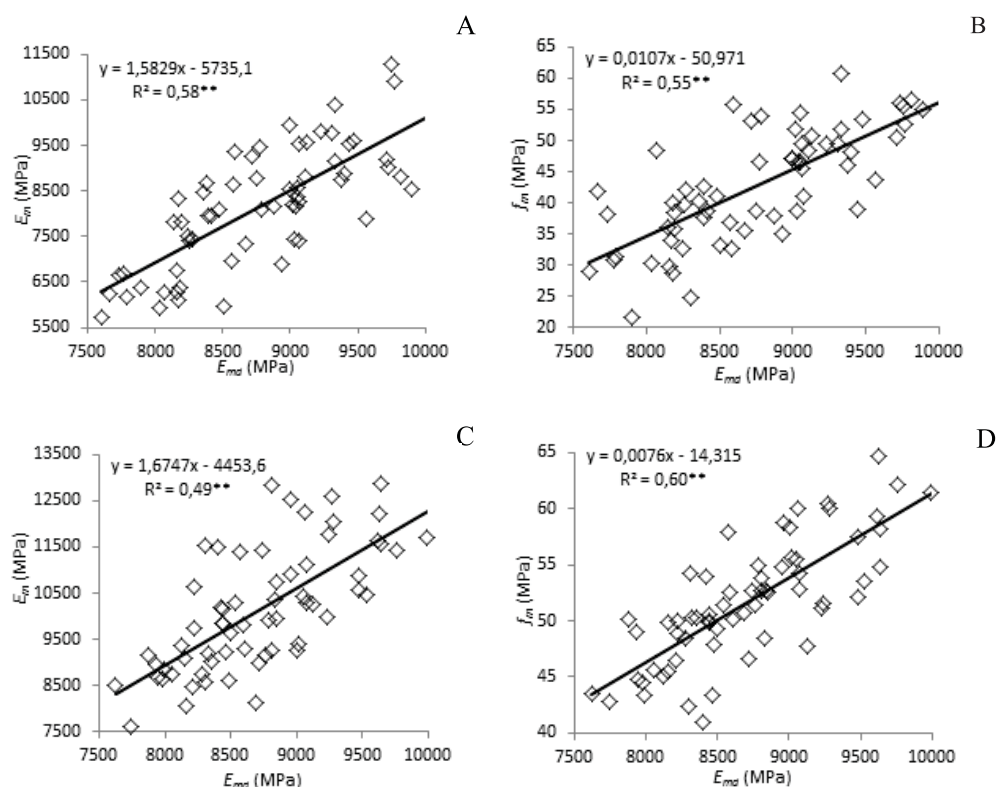 A
11500
10500
9500
8500
7500
6500
5500
E_m (MPa)
y = 1,5829x - 5735,1
R² = 0,58**
7500 8000 8500 9000 9500 10000
E_md (MPa)
B
65
60
55
50
45
40
35
30
25
20
f_m (MPa)
y = 0,0107x - 50,971
R² = 0,55**
7500 8000 8500 9000 9500 10000
E_md (MPa)
C
13500
12500
11500
10500
9500
8500
7500
E_m (MPa)
y = 1,6747x - 4453,6
R² = 0,49**
7500 8000 8500 9000 9500 10000
E_md (MPa)
D
65
60
55
50
45
40
f_m (MPa)
y = 0,0076x - 14,315
R² = 0,60**
7500 8000 8500 9000 9500 10000
E_md (MPa)